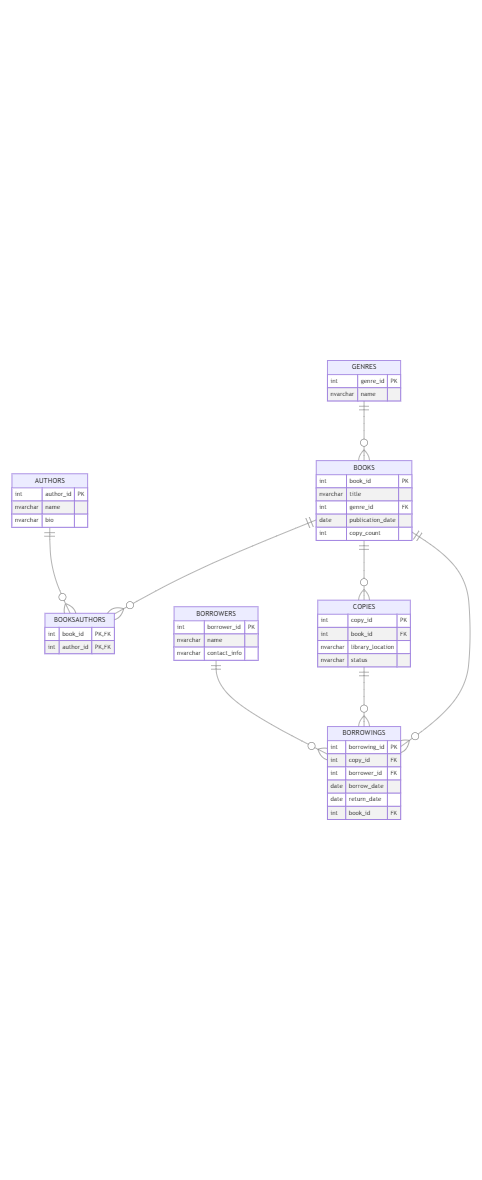 GENRES
int genre_id PK
nvarchar name
BOOKS
int book_id PK
nvarchar title
int genre_id FK
date publication_date
int copy_count
AUTHORS
int author_id PK
nvarchar name
nvarchar bio
COPIES
int copy_id PK
int book_id FK
nvarchar library_location
nvarchar status
BORROWERS
int borrower_id PK
nvarchar name
nvarchar contact_info
BOOKSAUTHORS
int book_id PK,FK
int author_id PK,FK
BORROWINGS
int borrowing_id PK
int copy_id FK
int borrower_id FK
date borrow_date
date return_date
int book_id FK